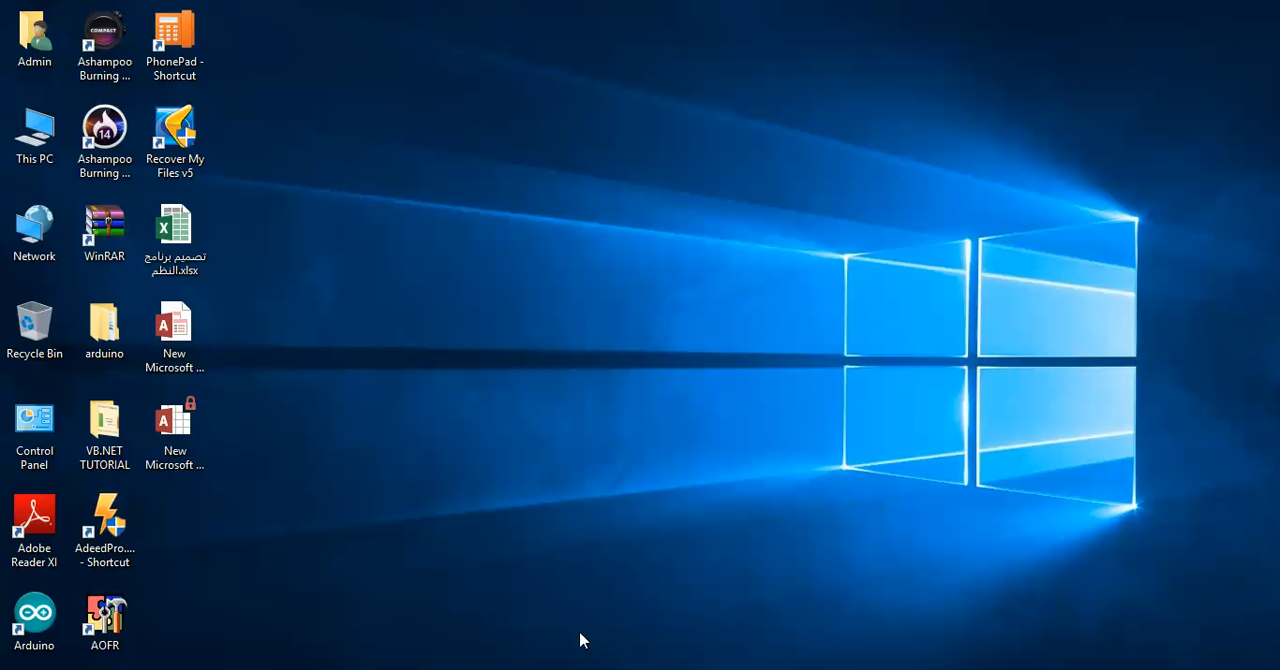 Admin
Ashampoo
Burning ...
PhonePad -
Shortcut
COMPACT
This PC
14
Ashampoo
Burning ...
Recover My
Files v5
Network
WinRAR
تصميم برنامج
النظم.xlsx
Recycle Bin
arduino
New
Microsoft ...
Control
Panel
VB.NET
TUTORIAL
New
Microsoft ...
Adobe
Reader XI
AdeedPro....
- Shortcut
Arduino
AOFR